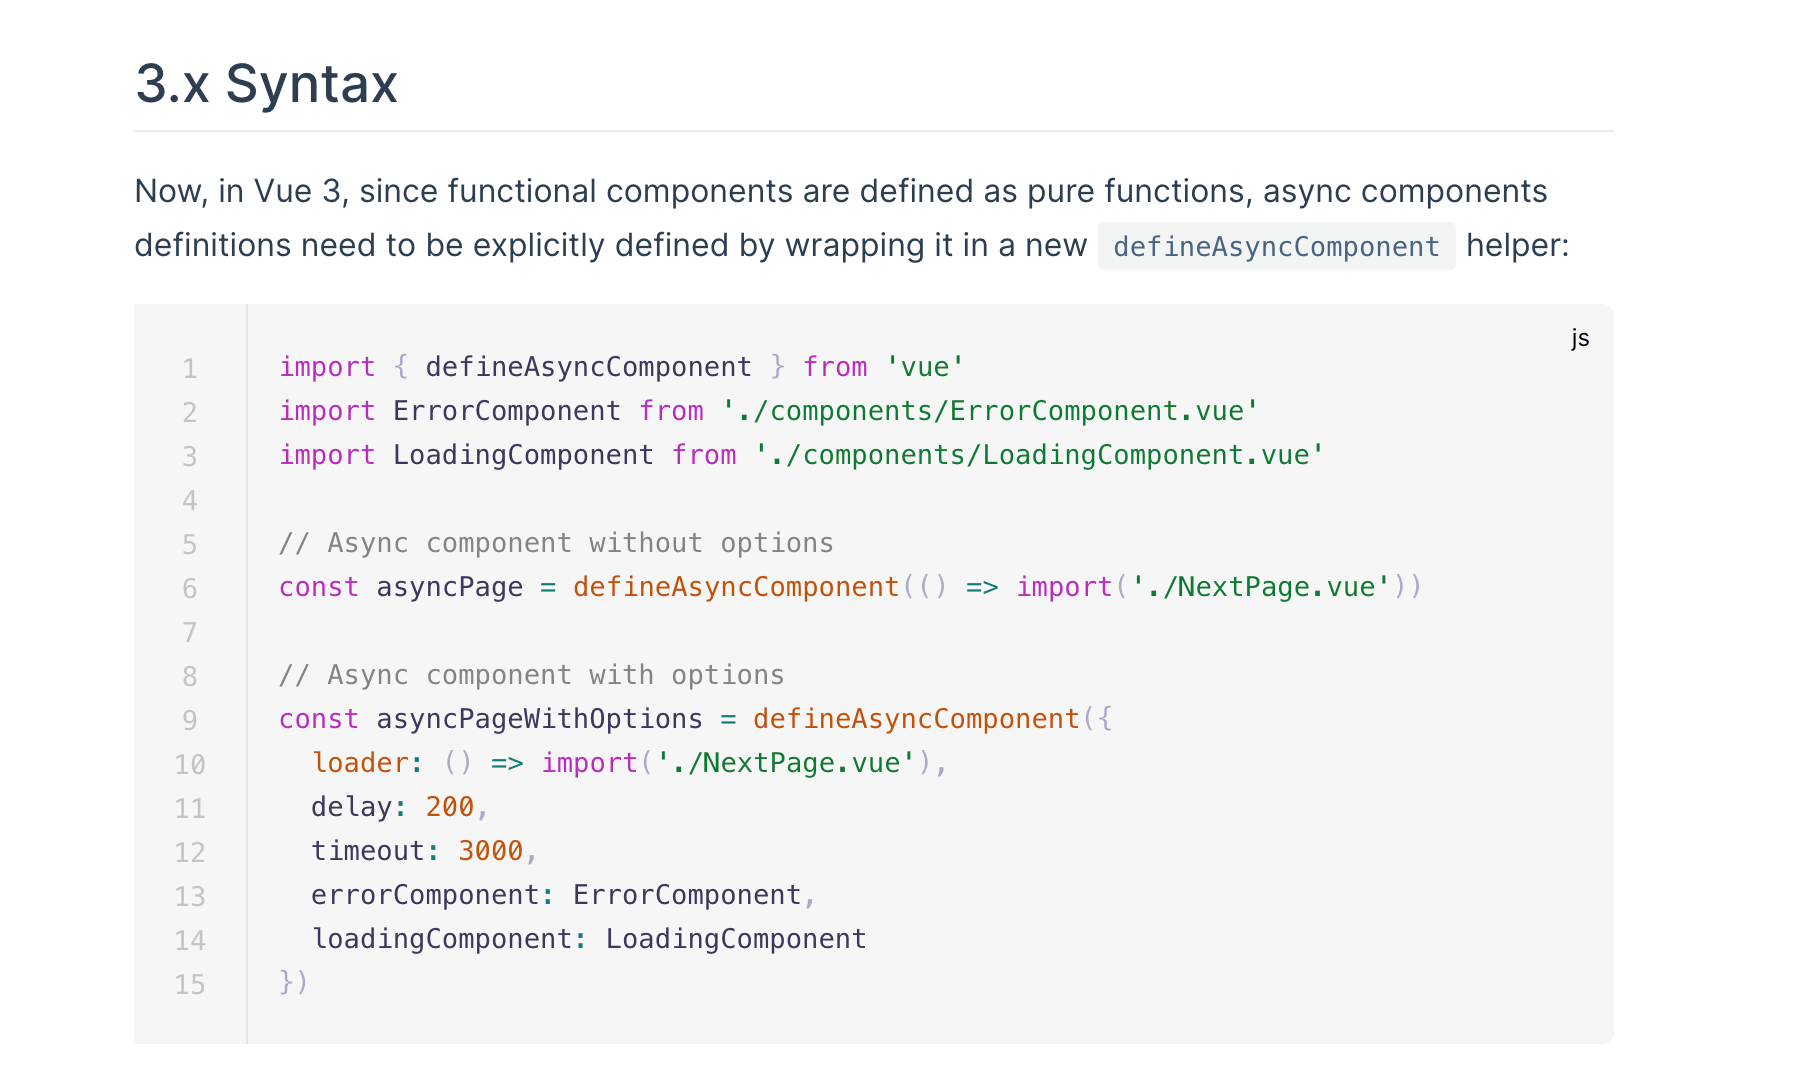 3.x Syntax
Now, in Vue 3, since functional components are defined as pure functions, async components
definitions need to be explicitly defined by wrapping it in a new defineAsyncComponent helper:
js
1 import { defineAsyncComponent } from 'vue'
2 import ErrorComponent from './components/ErrorComponent.vue'
3 import LoadingComponent from './components/LoadingComponent.vue'
4
5 // Async component without options
6 const asyncPage = defineAsyncComponent(() => import('./NextPage.vue'))
7
8 // Async component with options
9 const asyncPageWithOptions = defineAsyncComponent({
10   loader: () => import('./NextPage.vue'),
11   delay: 200,
12   timeout: 3000,
13   errorComponent: ErrorComponent,
14   loadingComponent: LoadingComponent
15 })